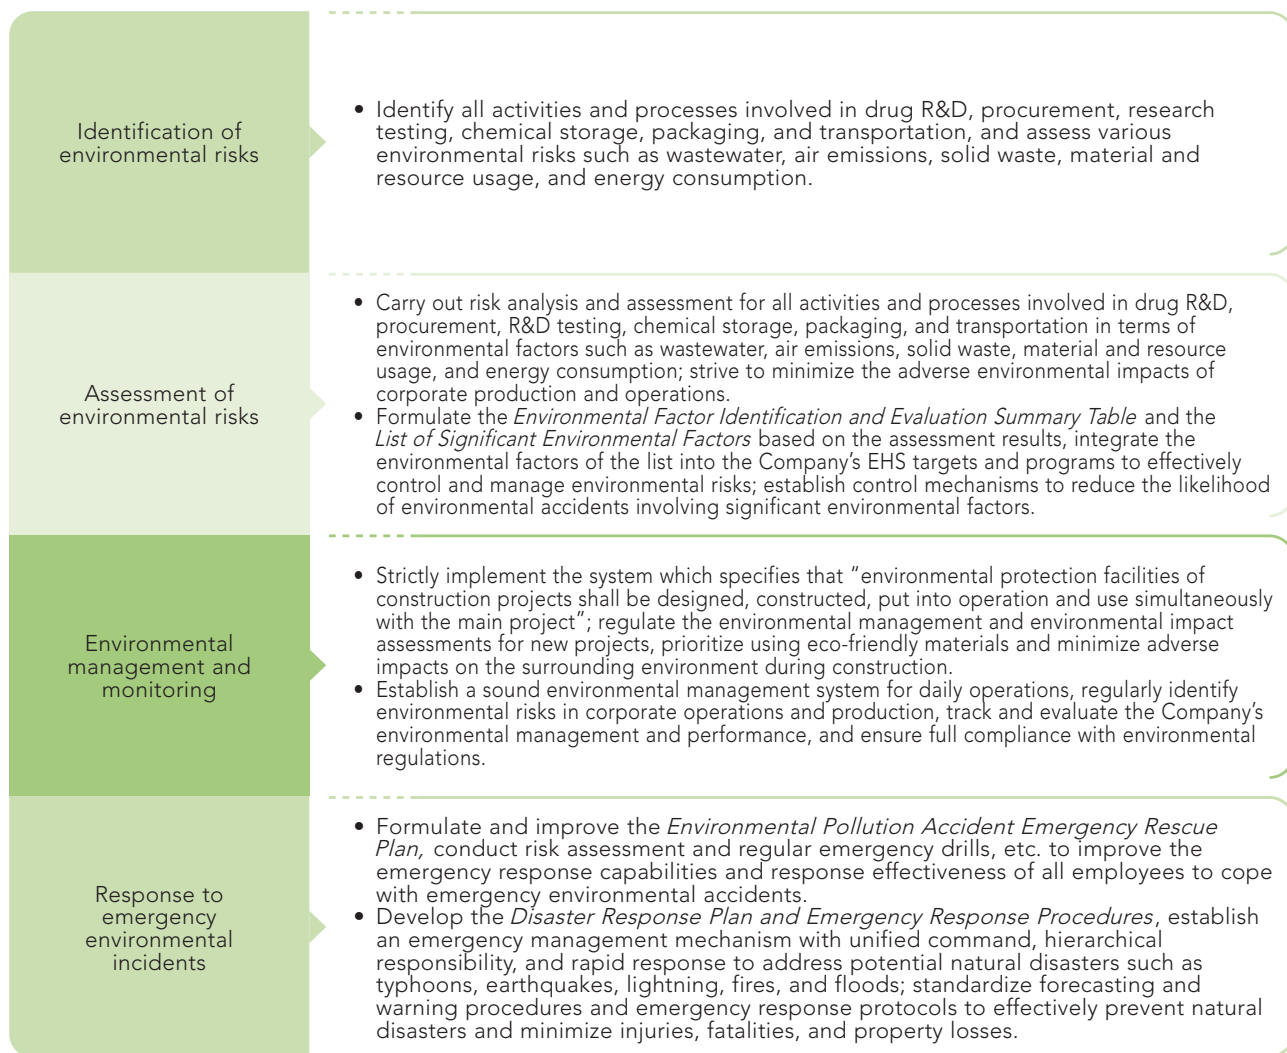 Identification of
environmental risks
• Identify all activities and processes involved in drug R&D, procurement, research
testing, chemical storage, packaging, and transportation, and assess various
environmental risks such as wastewater, air emissions, solid waste, material and
resource usage, and energy consumption.
Assessment of
environmental risks
• Carry out risk analysis and assessment for all activities and processes involved in drug R&D,
procurement, R&D testing, chemical storage, packaging, and transportation in terms of
environmental factors such as wastewater, air emissions, solid waste, material and resource
usage, and energy consumption; strive to minimize the adverse environmental impacts of
corporate production and operations.
• Formulate the Environmental Factor Identification and Evaluation Summary Table and the
List of Significant Environmental Factors based on the assessment results, integrate the
environmental factors of the list into the Company's EHS targets and programs to effectively
control and manage environmental risks; establish control mechanisms to reduce the likelihood
of environmental accidents involving significant environmental factors.
Environmental
management and
monitoring
• Strictly implement the system which specifies that "environmental protection facilities of
construction projects shall be designed, constructed, put into operation and use simultaneously
with the main project"; regulate the environmental management and environmental impact
assessments for new projects, prioritize using eco-friendly materials and minimize adverse
impacts on the surrounding environment during construction.
• Establish a sound environmental management system for daily operations, regularly identify
environmental risks in corporate operations and production, track and evaluate the Company's
environmental management and performance, and ensure full compliance with environmental
regulations.
Response to
emergency
environmental
incidents
• Formulate and improve the Environmental Pollution Accident Emergency Rescue
Plan, conduct risk assessment and regular emergency drills, etc. to improve the
emergency response capabilities and response effectiveness of all employees to cope
with emergency environmental accidents.
• Develop the Disaster Response Plan and Emergency Response Procedures, establish
an emergency management mechanism with unified command, hierarchical
responsibility, and rapid response to address potential natural disasters such as
typhoons, earthquakes, lightning, fires, and floods; standardize forecasting and
warning procedures and emergency response protocols to effectively prevent natural
disasters and minimize injuries, fatalities, and property losses.